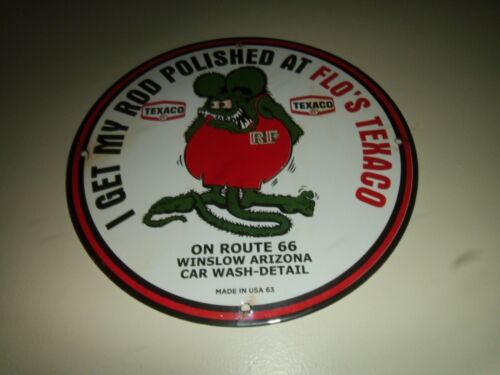 I GET MY ROD POLISHED AT FLO'S TEXACO
TEXACO
TEXACO
RF
ON ROUTE 66
WINSLOW ARIZONA
CAR WASH-DETAIL
MADE IN USA 63